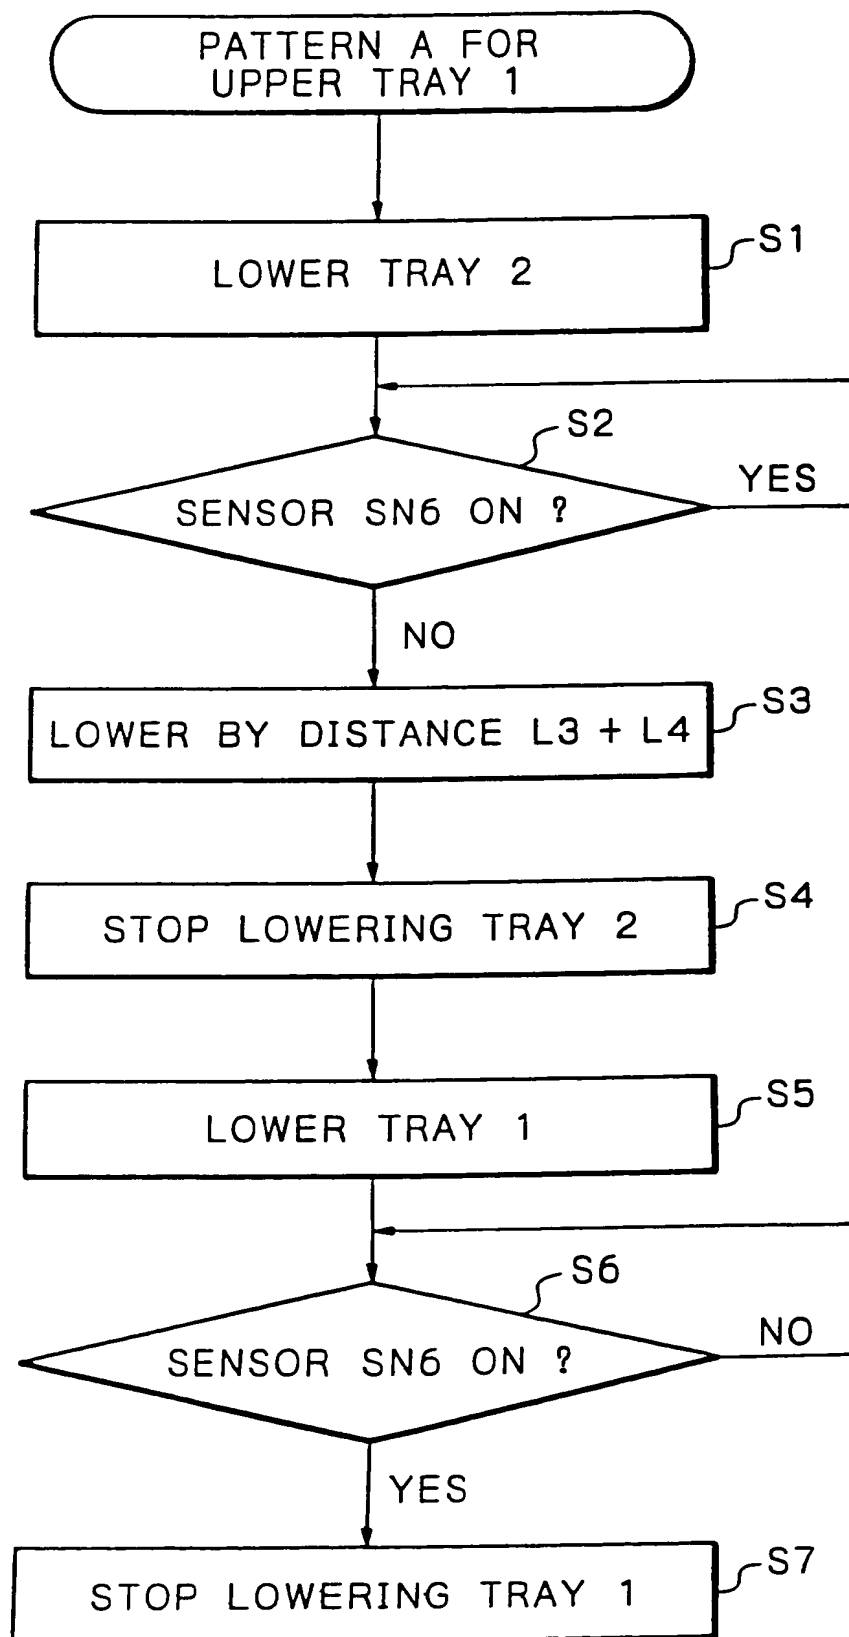 PATTERN A FOR
UPPER TRAY 1
LOWER TRAY 2
S1
S2
SENSOR SN6 ON ?
YES
NO
LOWER BY DISTANCE L3 + L4
S3
STOP LOWERING TRAY 2
S4
LOWER TRAY 1
S5
S6
SENSOR SN6 ON ?
NO
YES
STOP LOWERING TRAY 1
S7